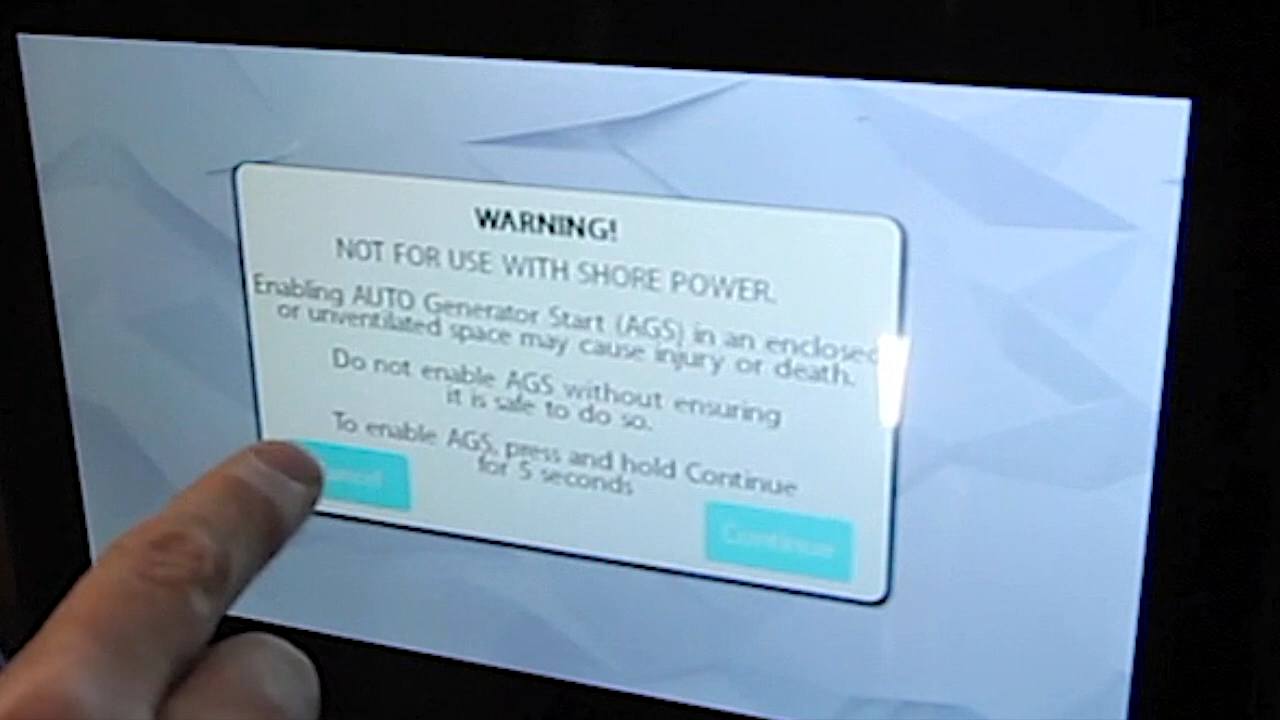 WARNING!
NOT FOR USE WITH SHORE POWER.
Enabling AUTO Generator Start (AGS) in an enclosed
or unventilated space may cause injury or death.
Do not enable AGS without ensuring
it is safe to do so.
To enable AGS, press and hold Continue
for 5 seconds
Continue